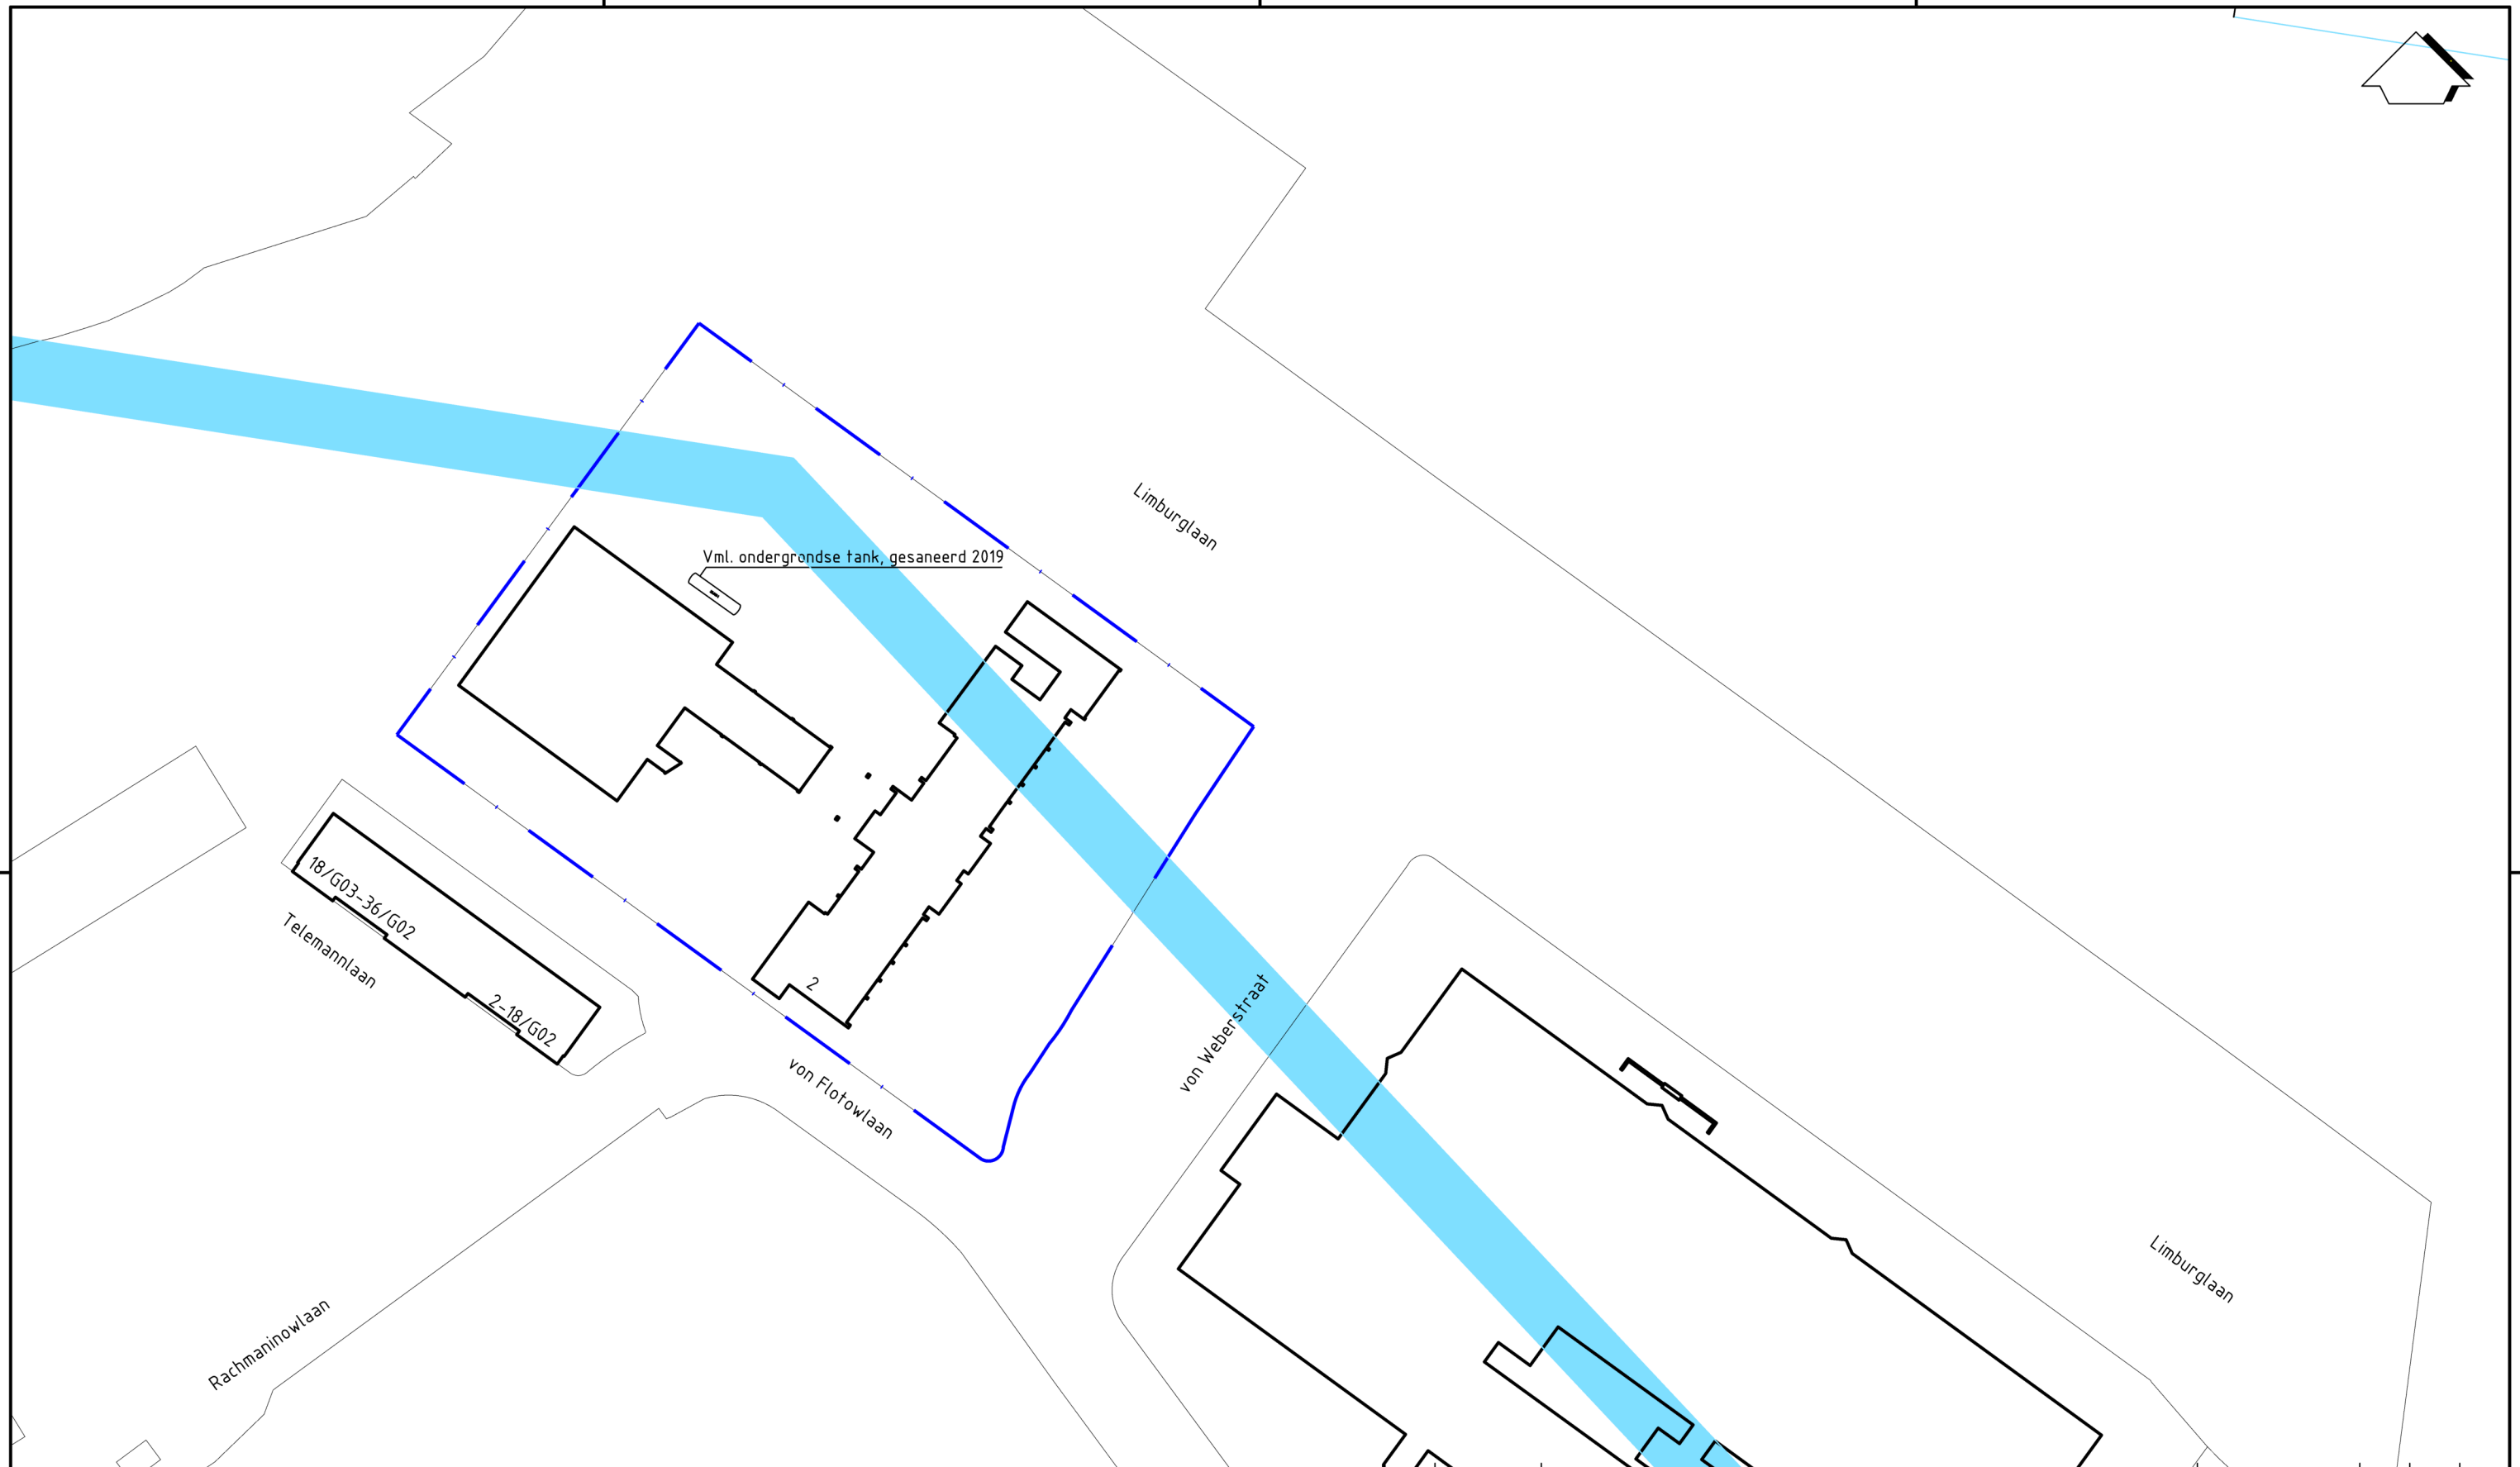 Limburglaan
Vml. ondergrondse tank, gesaneerd 2019
18/G03-36/G02
Telemannlaan
2-18/G02
2
von Weberstraat
von Flotowlaan
Limburglaan
Rachmaninowlaan